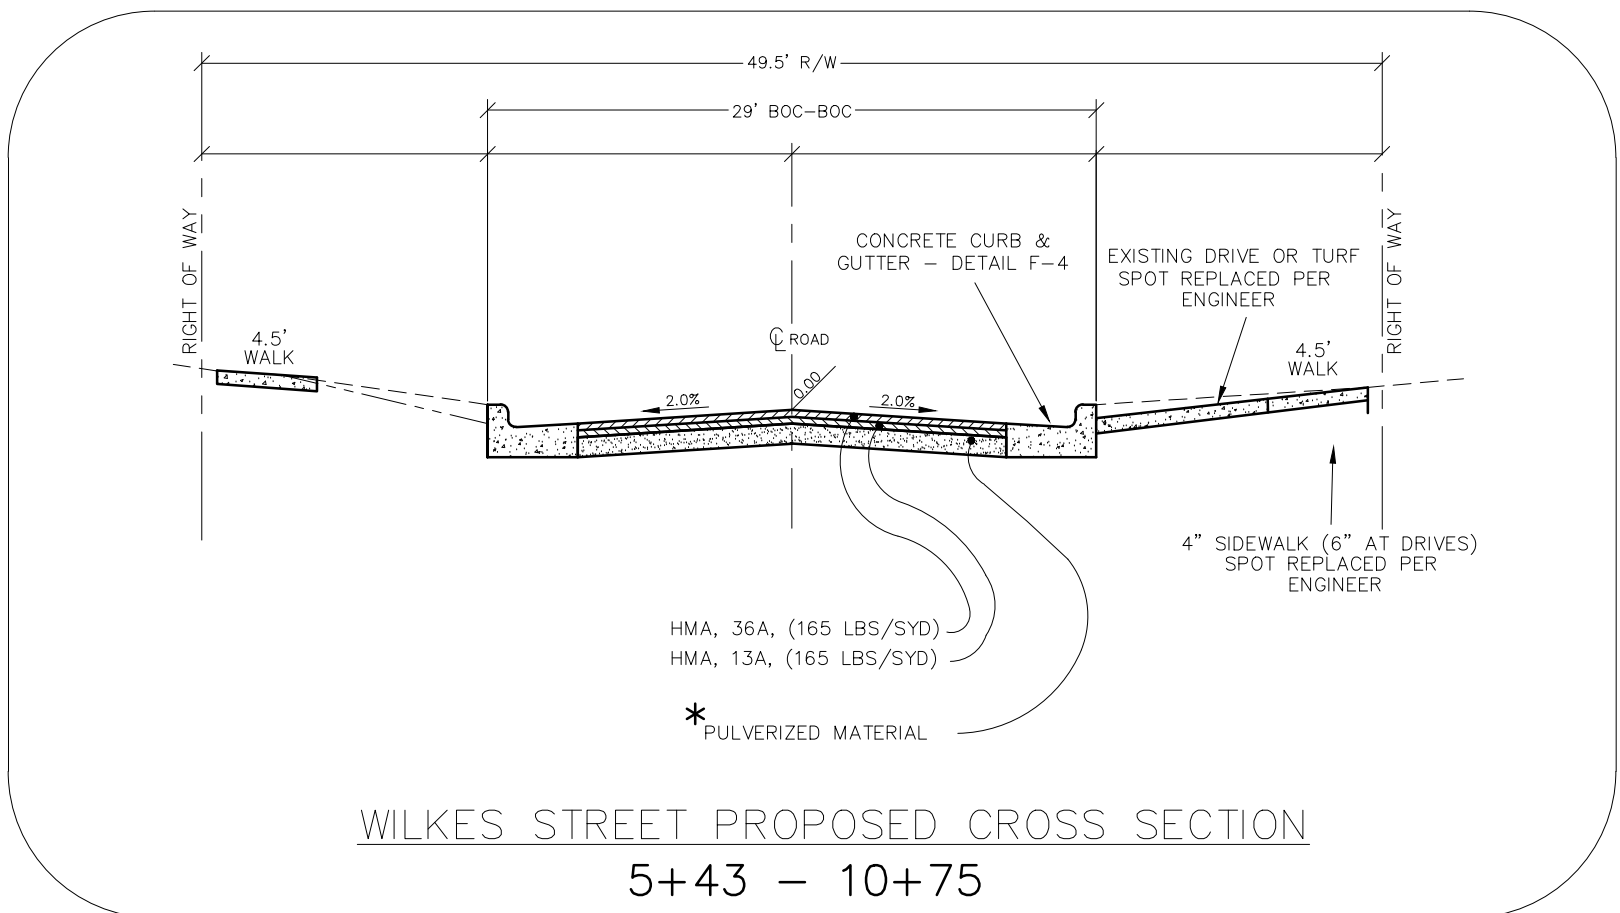 49.5' R/W
29' BOC-BOC
RIGHT OF WAY
RIGHT OF WAY
CONCRETE CURB &
GUTTER - DETAIL F-4
EXISTING DRIVE OR TURF
SPOT REPLACED PER
ENGINEER
4.5'
WALK
℄ ROAD
4.5'
WALK
2.0%
0.00
2.0%
4" SIDEWALK (6" AT DRIVES)
SPOT REPLACED PER
ENGINEER
HMA, 36A, (165 LBS/SYD)
HMA, 13A, (165 LBS/SYD)
*PULVERIZED MATERIAL
WILKES STREET PROPOSED CROSS SECTION
5+43 - 10+75